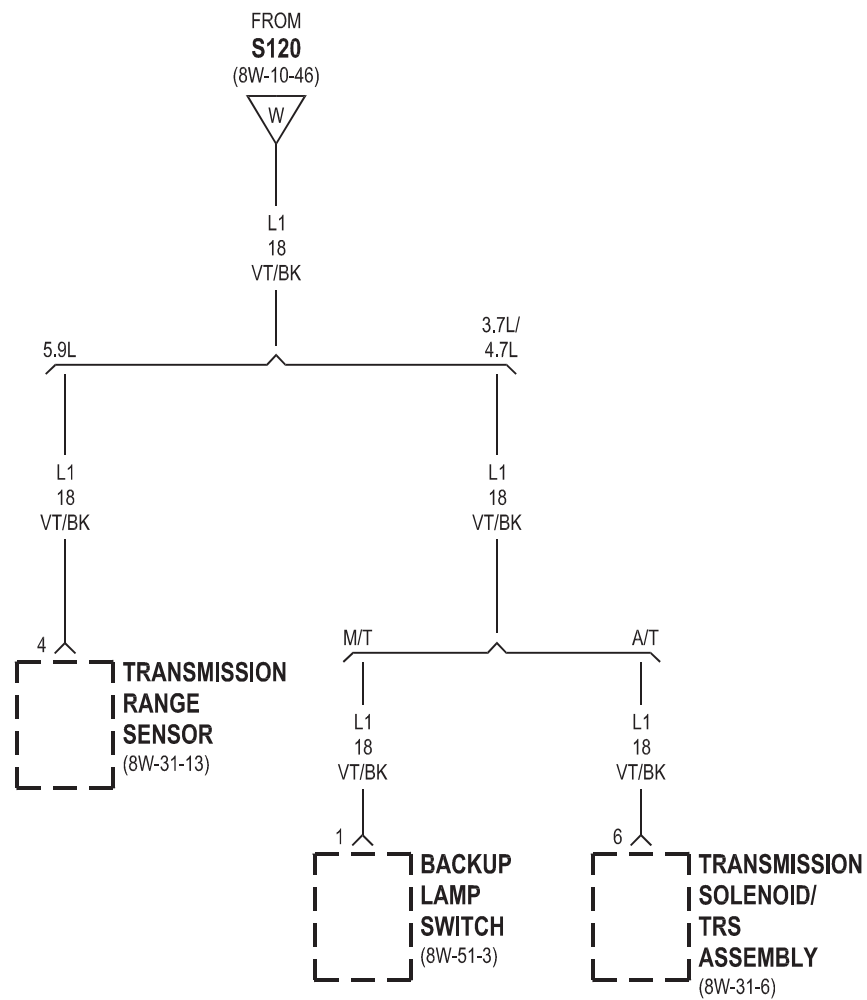 FROM
S120
(8W-10-46)
W
L1
18
VT/BK
5.9L
3.7L/
4.7L
L1
18
VT/BK
L1
18
VT/BK
4
TRANSMISSION
RANGE
SENSOR
(8W-31-13)
M/T
A/T
L1
18
VT/BK
L1
18
VT/BK
1
BACKUP
LAMP
SWITCH
(8W-51-3)
6
TRANSMISSION
SOLENOID/
TRS
ASSEMBLY
(8W-31-6)